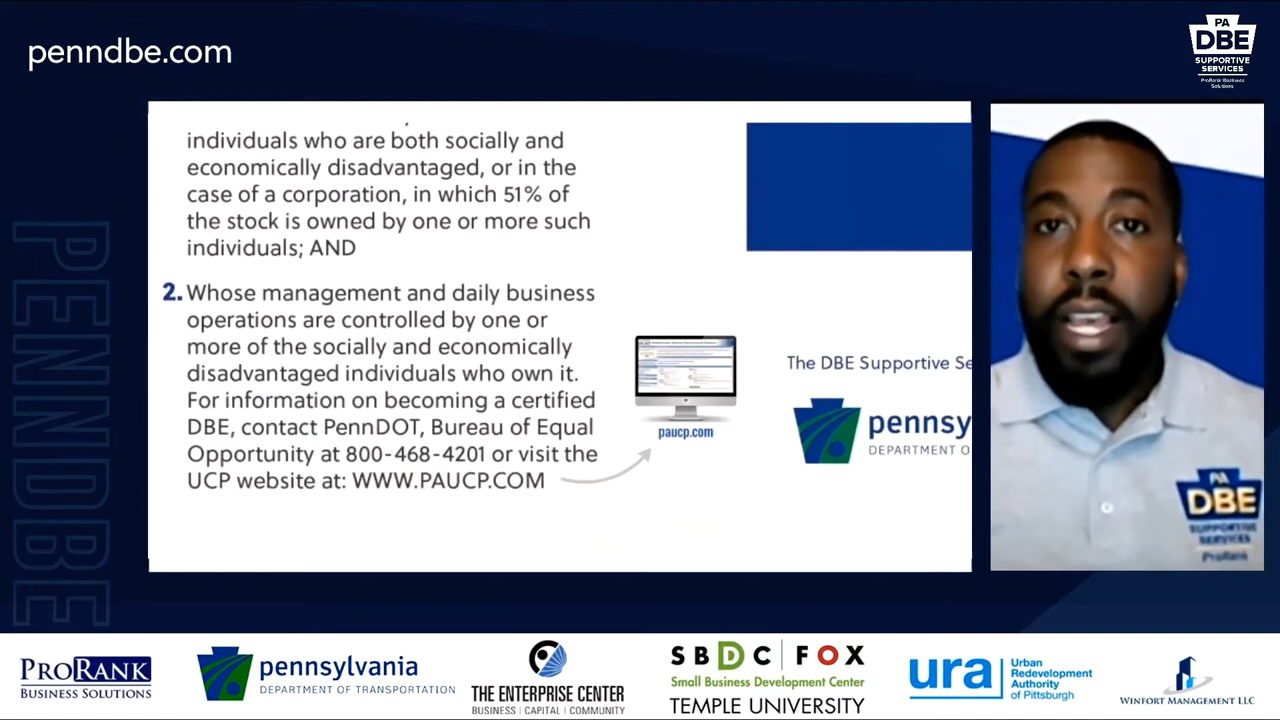 penndbe.com
PA
DBE
SUPPORTIVE
SERVICES
ProRank Business
Solutions
PENNDBE
individuals who are both socially and
economically disadvantaged, or in the
case of a corporation, in which 51% of
the stock is owned by one or more such
individuals; AND
2. Whose management and daily business
operations are controlled by one or
more of the socially and economically
disadvantaged individuals who own it.
For information on becoming a certified
DBE, contact PennDOT, Bureau of Equal
Opportunity at 800-468-4201 or visit the
UCP website at: WWW.PAUCP.COM
paucp.com
The DBE Supportive Se
pennsy
DEPARTMENT O
PA
DBE
SUPPORTIVE
SERVICES
ProRank
PRORANK
BUSINESS SOLUTIONS
pennsylvania
DEPARTMENT OF TRANSPORTATION
THE ENTERPRISE CENTER
BUSINESS | CAPITAL | COMMUNITY
SBDC | FOX
Small Business Development Center
TEMPLE UNIVERSITY
ura
Urban
Redevelopment
Authority
of Pittsburgh
WINFORT MANAGEMENT LLC